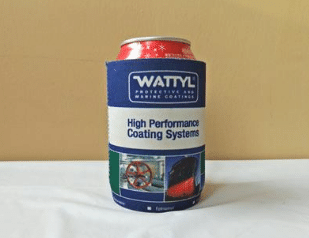 WATTYL
PROTECTIVE AND
MARINE COATINGS
High Performance
Coating Systems